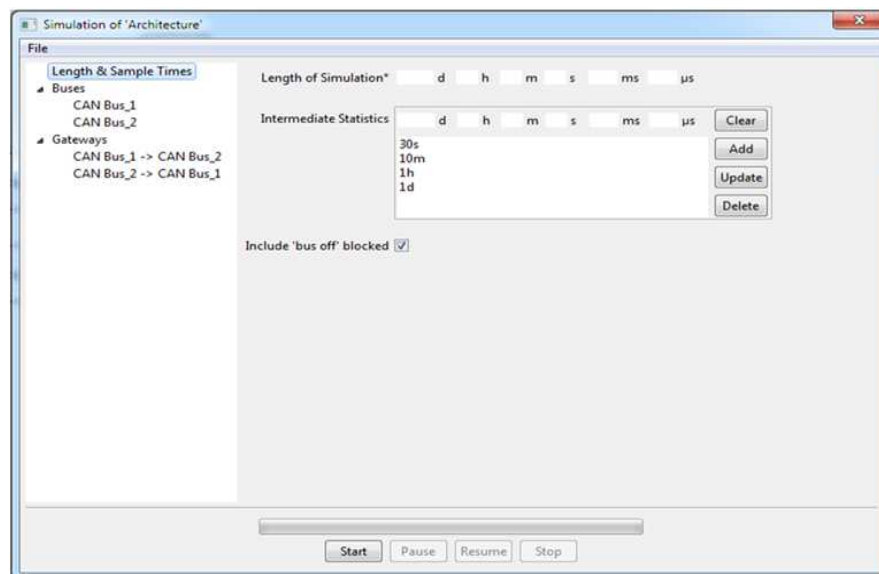 Simulation of 'Architecture'
File
Length & Sample Times
Buses
CAN Bus_1
CAN Bus_2
Gateways
CAN Bus_1 -> CAN Bus_2
CAN Bus_2 -> CAN Bus_1
Length of Simulation* d h m s ms µs
Intermediate Statistics d h m s ms µs Clear
30s
10m
1h
1d
Add
Update
Delete
Include 'bus off' blocked
Start Pause Resume Stop